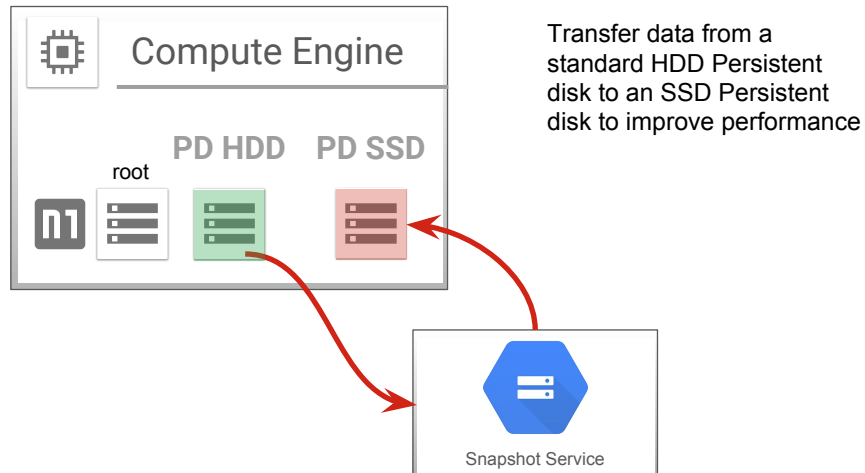 Compute Engine
Transfer data from a
standard HDD Persistent
disk to an SSD Persistent
disk to improve performance
PD HDD
PD SSD
root
n1
Snapshot Service